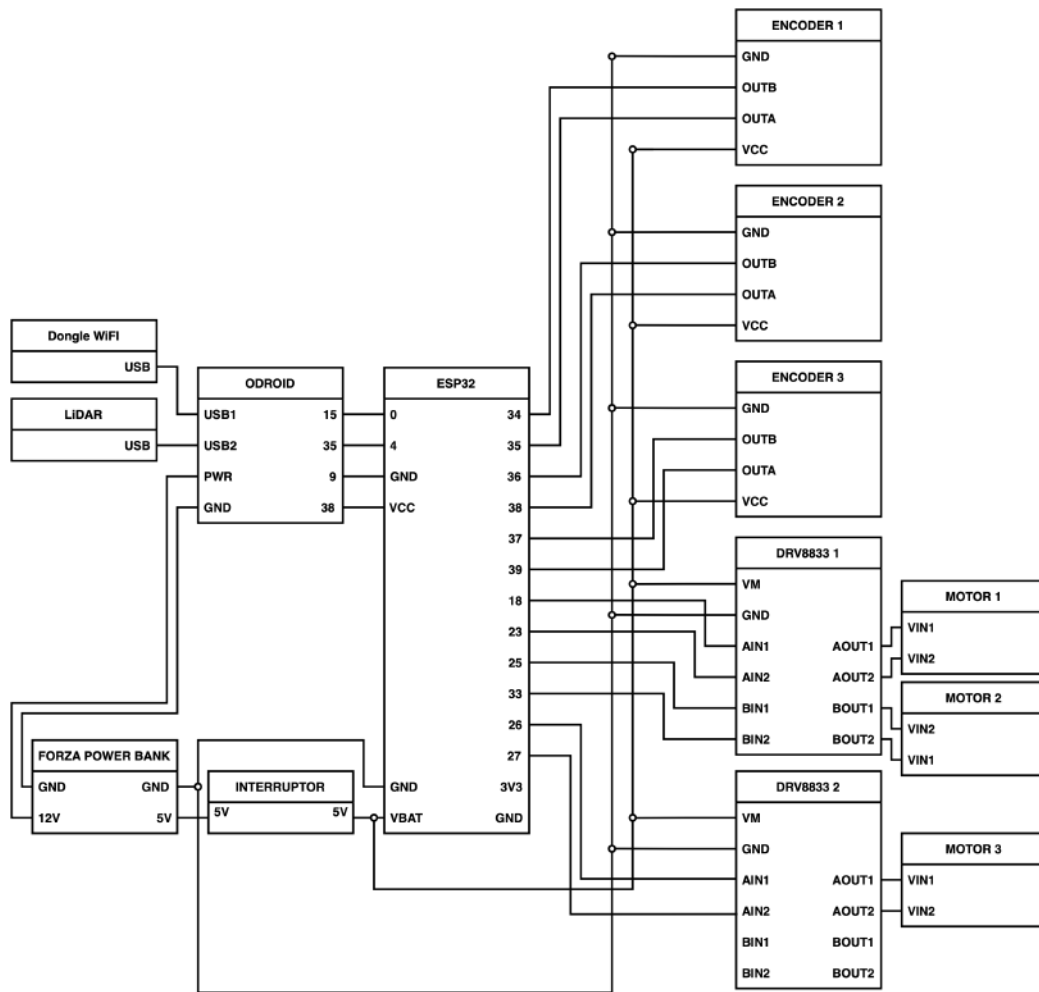 ENCODER 1
GND
OUTB
OUTA
VCC
ENCODER 2
GND
OUTB
OUTA
VCC
Dongle WiFI
USB
LiDAR
USB
ODROID
USB1 15
USB2 35
PWR 9
GND 38
ESP32
0 34
4 35
GND 36
VCC 38
37
39
18
23
25
33
26
27
GND 3V3
VBAT GND
ENCODER 3
GND
OUTB
OUTA
VCC
DRV8833 1
VM
GND
AIN1 AOUT1
AIN2 AOUT2
BIN1 BOUT1
BIN2 BOUT2
MOTOR 1
VIN1
VIN2
MOTOR 2
VIN2
VIN1
FORZA POWER BANK
GND GND
12V 5V
INTERRUPTOR
5V 5V
DRV8833 2
VM
GND
AIN1 AOUT1
AIN2 AOUT2
BIN1 BOUT1
BIN2 BOUT2
MOTOR 3
VIN1
VIN2